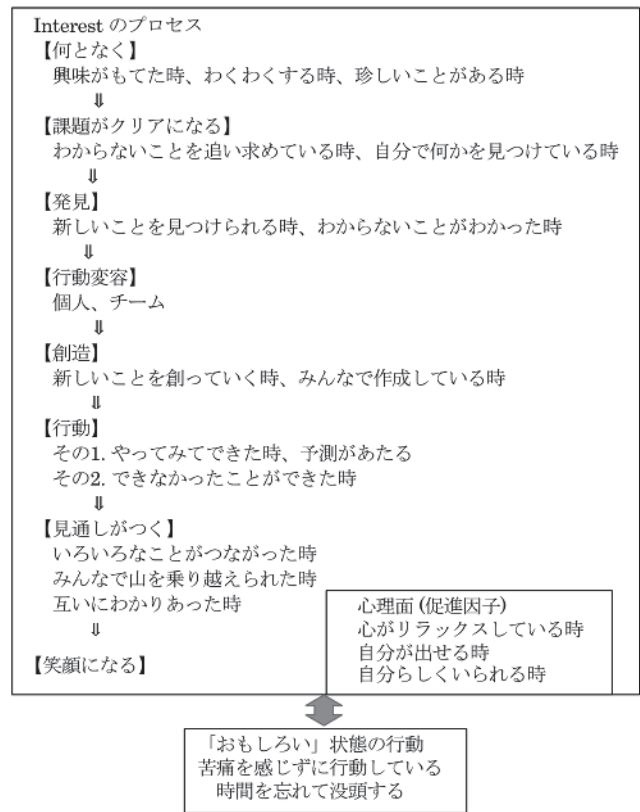 Interest のプロセス
【何となく】
興味がもてた時、わくわくする時、珍しいことがある時
⇓
【課題がクリアになる】
わからないことを追い求めている時、自分で何かを見つけている時
⇓
【発見】
新しいことを見つけられる時、わからないことがわかった時
⇓
【行動変容】
個人、チーム
⇓
【創造】
新しいことを創っていく時、みんなで作成している時
⇓
【行動】
その1. やってみてできた時、予測があたる
その2. できなかったことができた時
⇓
【見通しがつく】
いろいろなことがつながった時
みんなで山を乗り越えられた時
互いにわかりあった時
⇓
【笑顔になる】
心理面 (促進因子)
心がリラックスしている時
自分が出せる時
自分らしくいられる時
「おもしろい」状態の行動
苦痛を感じずに行動している
時間を忘れて没頭する